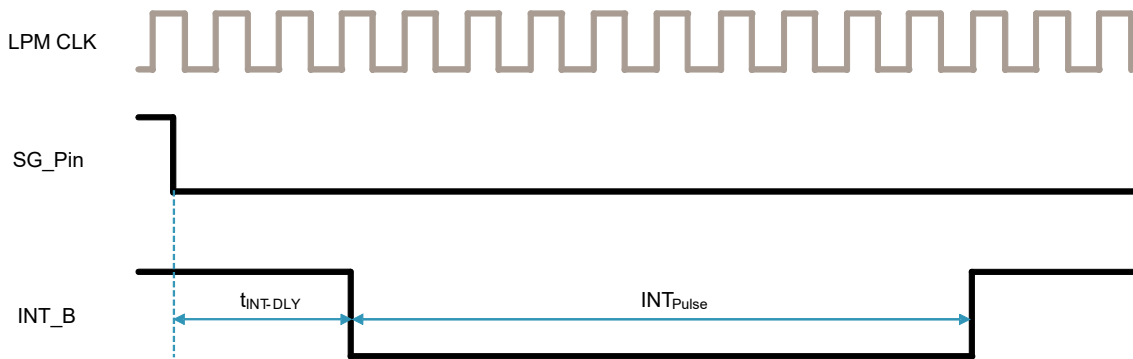 LPM CLK
SG_Pin
INT_B
tINT-DLY
INTPulse